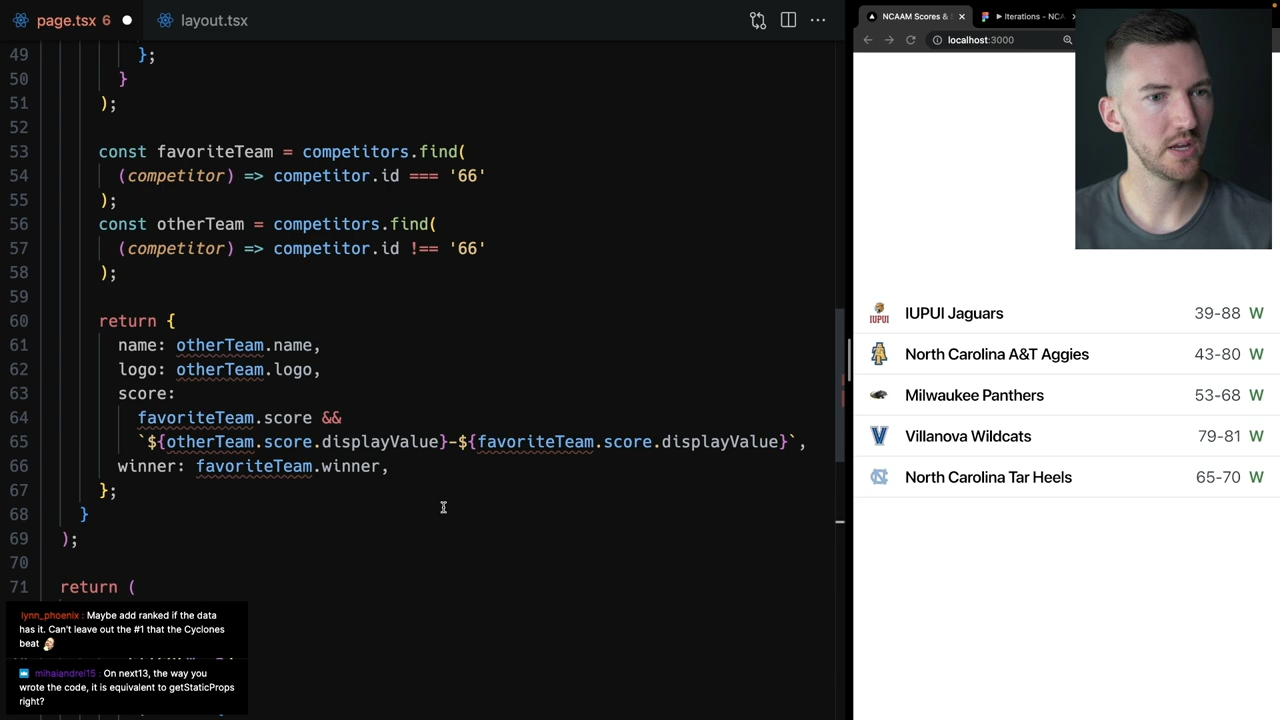 page.tsx 6
layout.tsx
49 };
50 }
51 );
52
53 const favoriteTeam = competitors.find(
54 (competitor) => competitor.id === '66'
55 );
56 const otherTeam = competitors.find(
57 (competitor) => competitor.id !== '66'
58 );
59
60 return {
61 name: otherTeam.name,
62 logo: otherTeam.logo,
63 score:
64 favoriteTeam.score &&
65 `${otherTeam.score.displayValue}-${favoriteTeam.score.displayValue}`,
66 winner: favoriteTeam.winner,
67 };
68 }
69 );
70
71 return (
lynn_phoenix : Maybe add ranked if the data
has it. Can't leave out the #1 that the Cyclones
beat
mihaiandrei15 : On next13, the way you
wrote the code, it is equivalent to getStaticProps
right?
NCAAM Scores &
Iterations - NCA
localhost:3000
IUPUI
IUPUI Jaguars 39-88 W
North Carolina A&T Aggies 43-80 W
Milwaukee Panthers 53-68 W
Villanova Wildcats 79-81 W
North Carolina Tar Heels 65-70 W